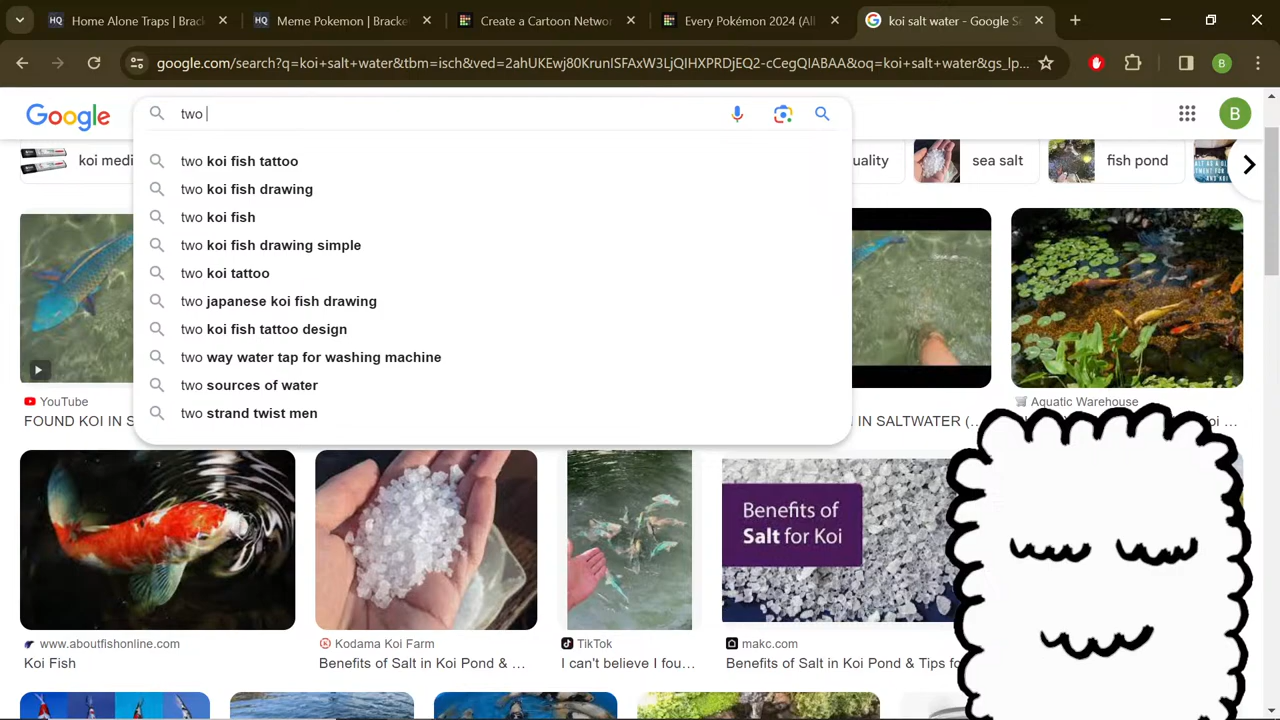 Home Alone Traps | Brack
Meme Pokemon | Bracket
Create a Cartoon Networ
Every Pokémon 2024 (All
koi salt water - Google Se
google.com/search?q=koi+salt+water&tbm=isch&ved=2ahUKEwj80KrunISFAxW3LjQIHXPRDjEQ2-cCegQIABAA&oq=koi+salt+water&gs_lp...
B
Google
two
B
koi medi
uality
sea salt
fish pond
two koi fish tattoo
two koi fish drawing
two koi fish
two koi fish drawing simple
two koi tattoo
two japanese koi fish drawing
two koi fish tattoo design
two way water tap for washing machine
two sources of water
two strand twist men
YouTube
FOUND KOI IN S
IN SALTWATER (...
Aquatic Warehouse
Koi ...
Benefits of
Salt for Koi
www.aboutfishonline.com
Koi Fish
Kodama Koi Farm
Benefits of Salt in Koi Pond & ...
TikTok
I can't believe I fou...
makc.com
Benefits of Salt in Koi Pond & Tips fo